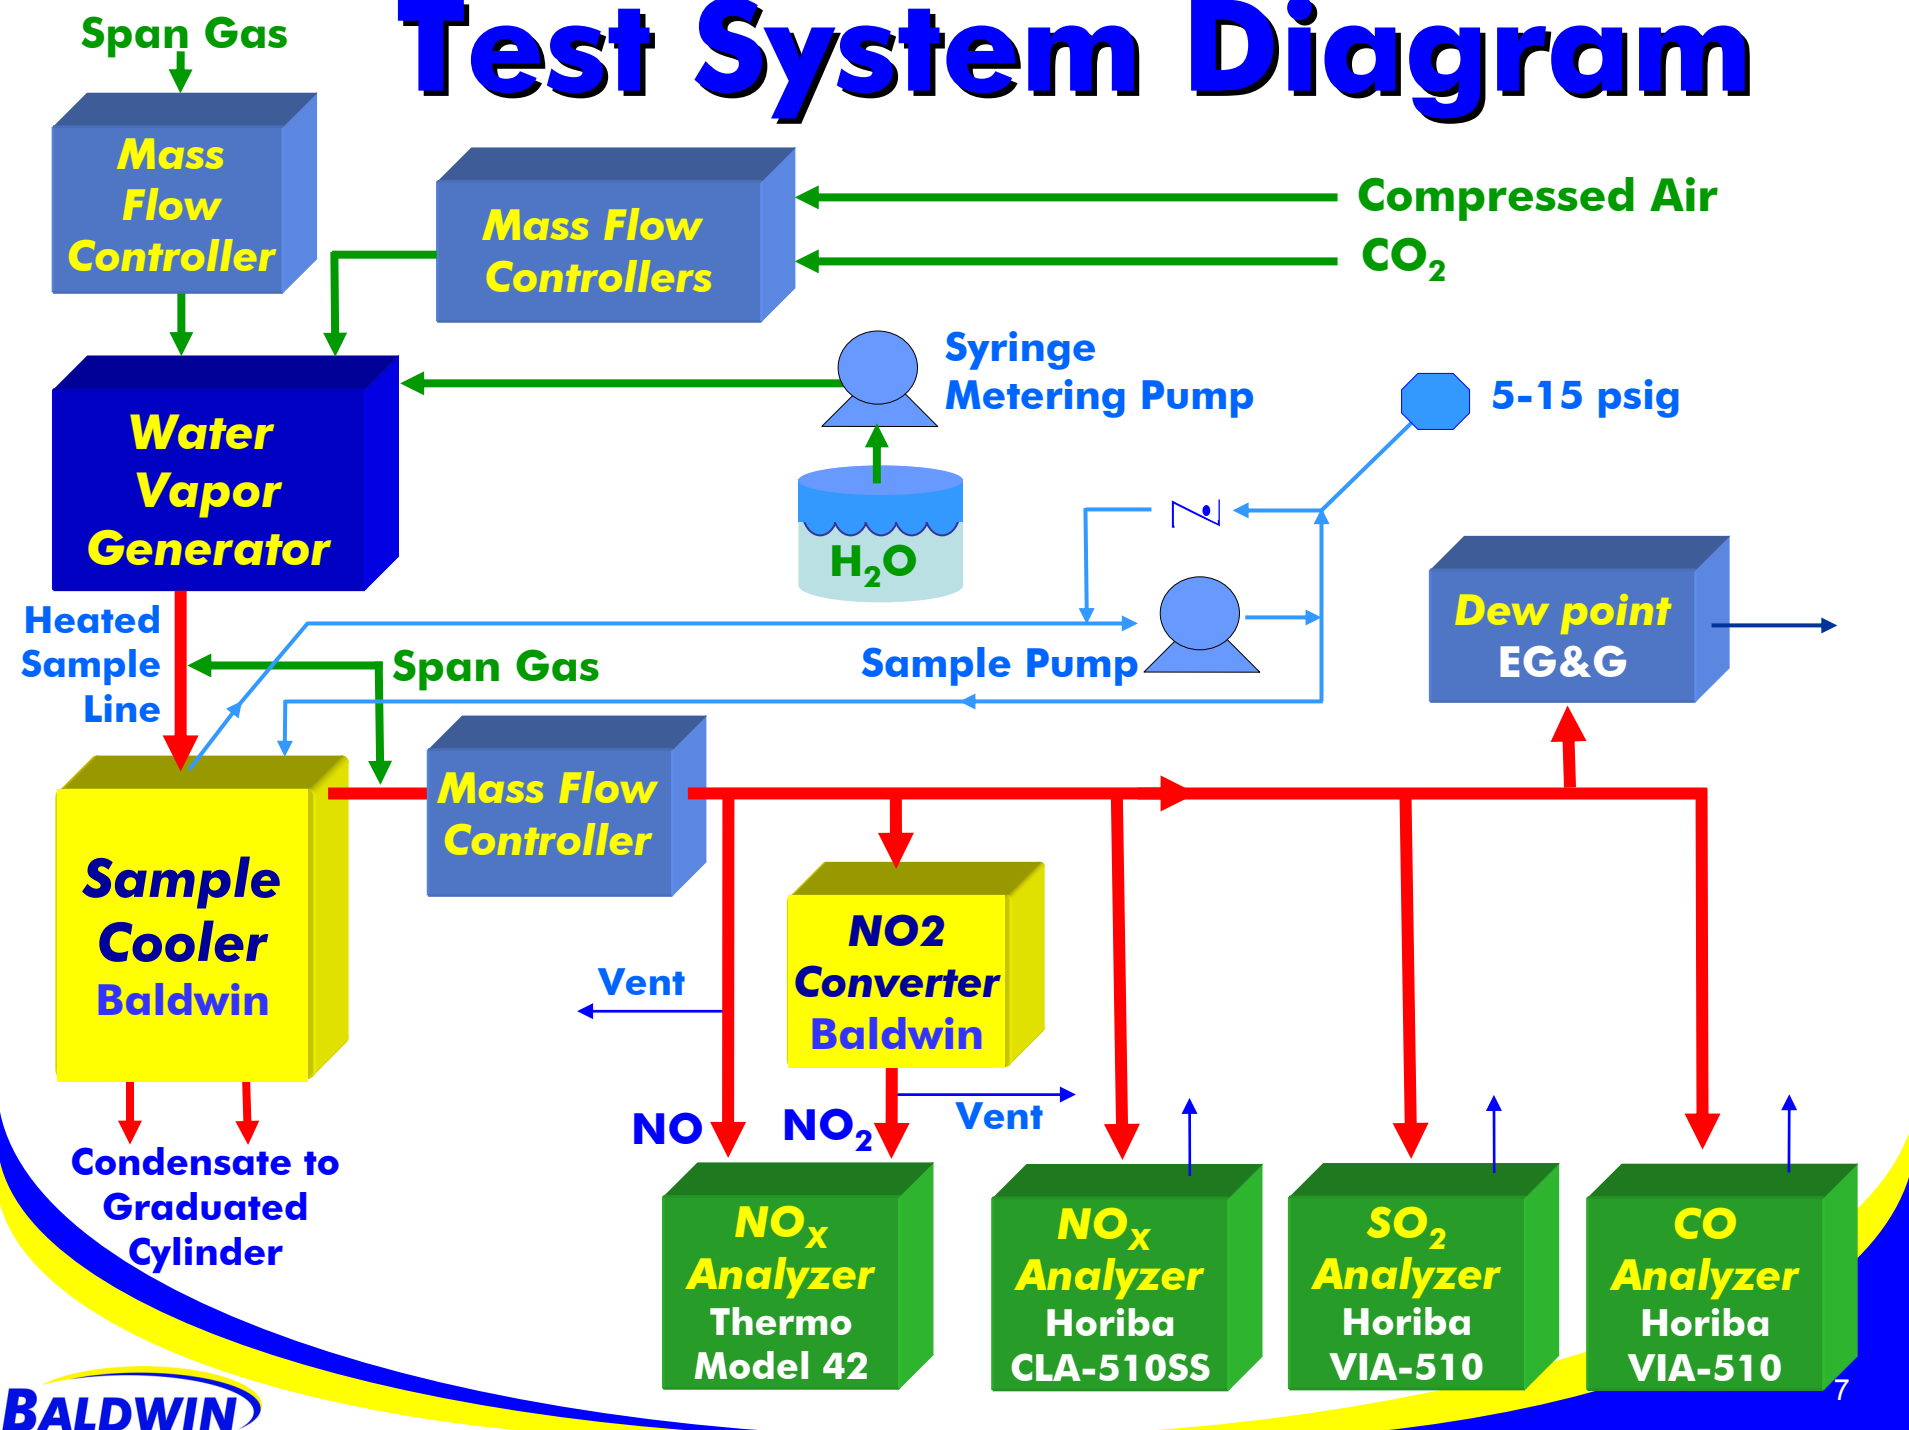 Test System Diagram
Span Gas
Mass
Flow
Controller
Mass Flow
Controllers
Compressed Air
CO₂
Syringe
Metering Pump
5-15 psig
Water
Vapor
Generator
H₂O
Heated
Sample
Line
Span Gas
Sample Pump
Dew point
EG&G
Mass Flow
Controller
Sample
Cooler
Baldwin
NO2
Converter
Baldwin
Vent
Vent
NO
NO₂
Condensate to
Graduated
Cylinder
NOX
Analyzer
Thermo
Model 42
NOX
Analyzer
Horiba
CLA-510SS
SO₂
Analyzer
Horiba
VIA-510
CO
Analyzer
Horiba
VIA-510
BALDWIN
7